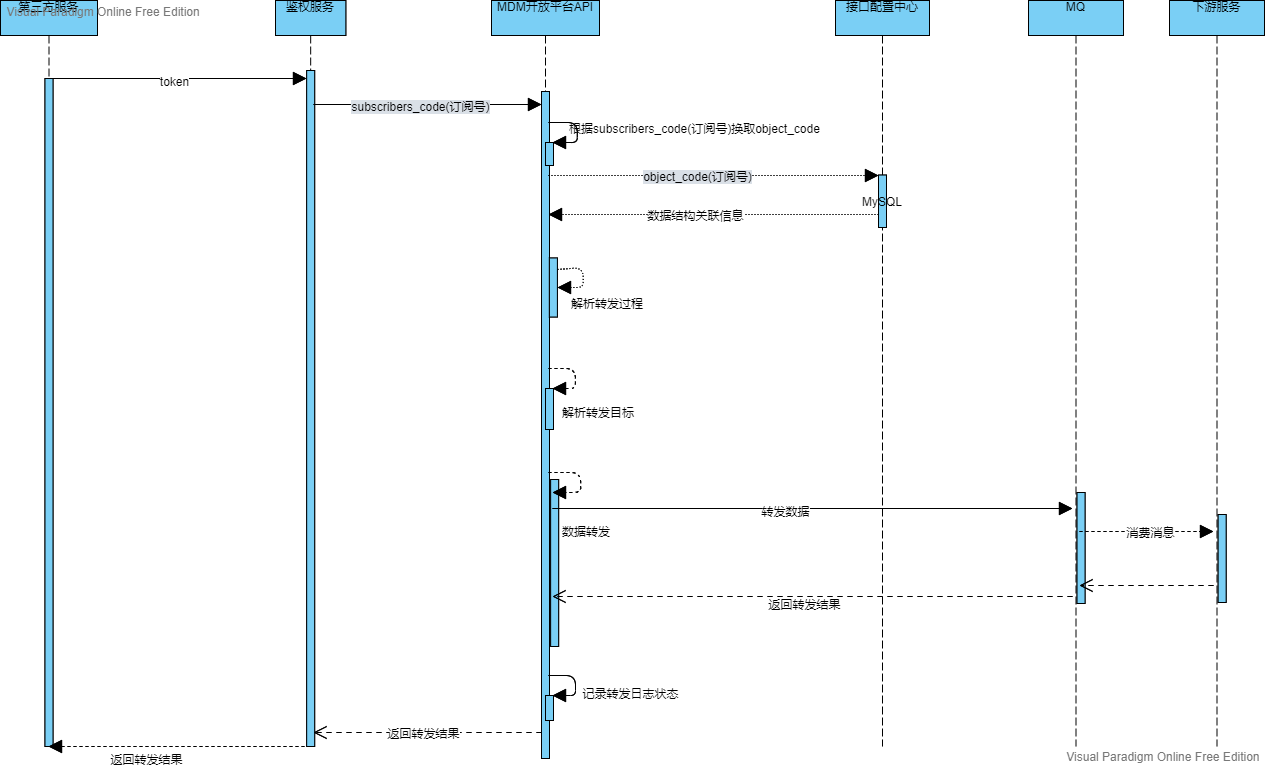 第三方服务
Visual Paradigm Online Free Edition
鉴权服务
MDM开放平台API
接口配置中心
MQ
下游服务
token
subscribers_code(订阅号)
根据subscribers_code(订阅号)换取object_code
object_code(订阅号)
MySQL
数据结构关联信息
解析转发过程
解析转发目标
转发数据
数据转发
消费消息
返回转发结果
记录转发日志状态
返回转发结果
返回转发结果
Visual Paradigm Online Free Edition